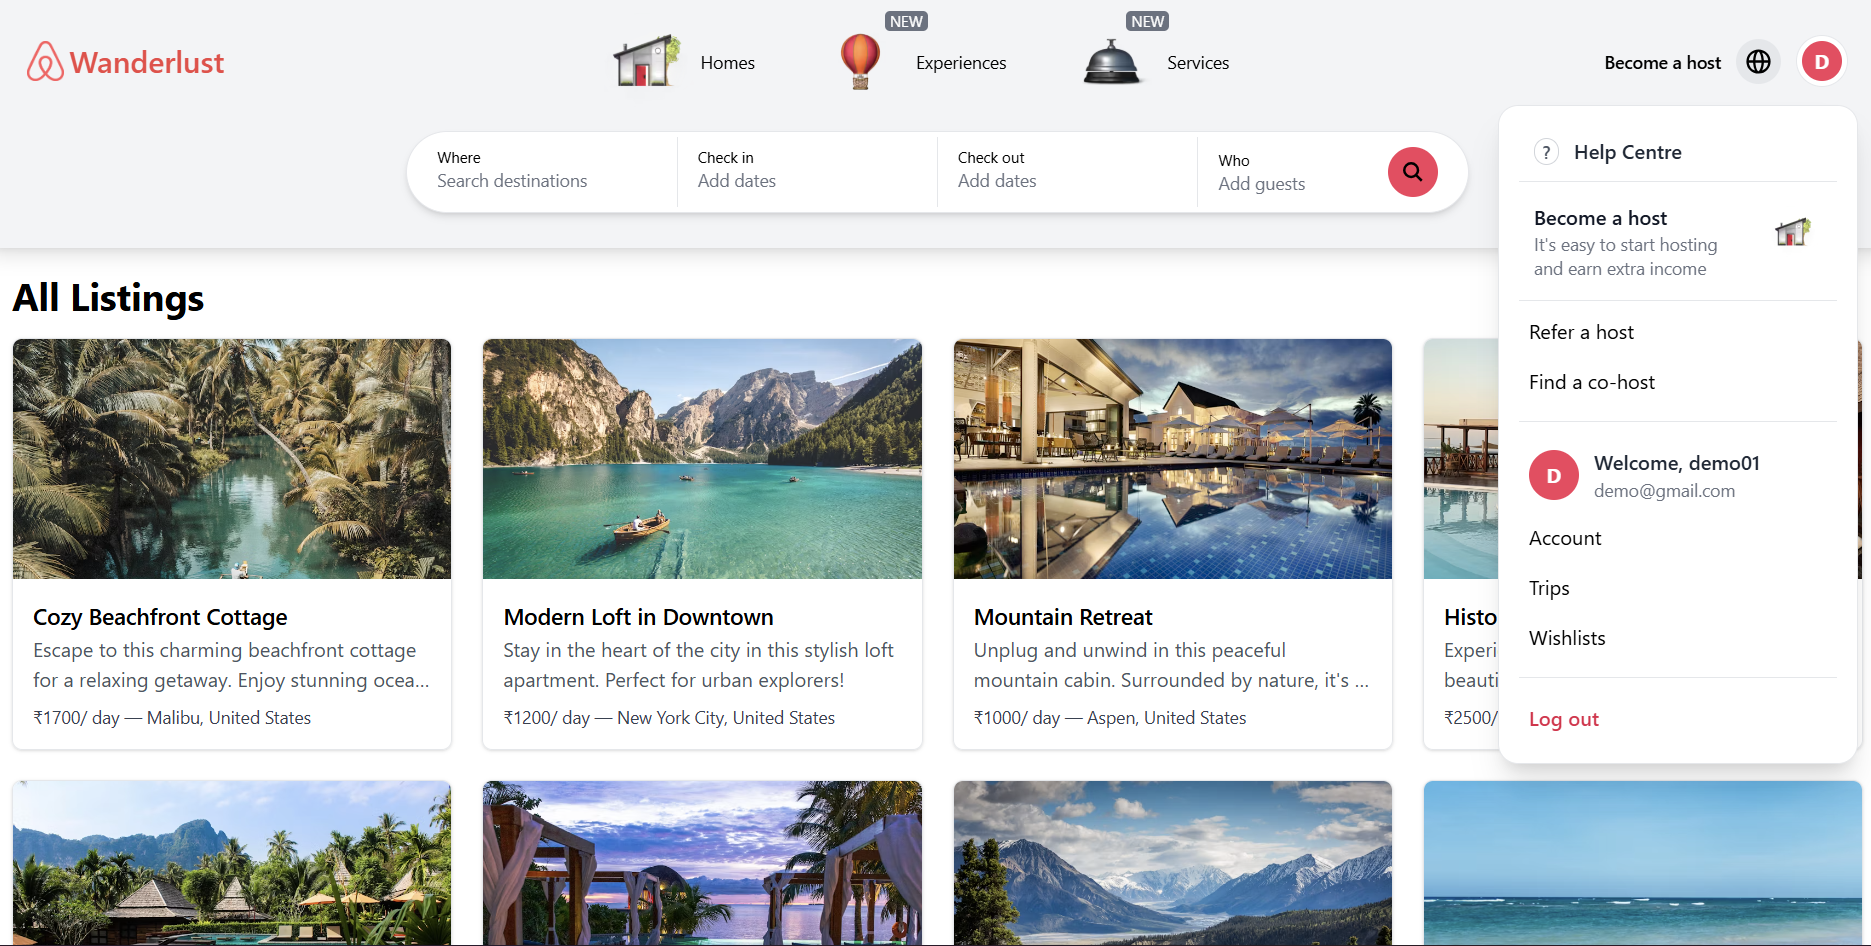 Wanderlust
Homes
NEW
Experiences
NEW
Services
Become a host
D
Where
Search destinations
Check in
Add dates
Check out
Add dates
Who
Add guests
? Help Centre
Become a host
It's easy to start hosting
and earn extra income
Refer a host
Find a co-host
D
Welcome, demo01
demo@gmail.com
Account
Trips
Wishlists
Log out
All Listings
Cozy Beachfront Cottage
Escape to this charming beachfront cottage
for a relaxing getaway. Enjoy stunning ocea...
₹1700/ day — Malibu, United States
Modern Loft in Downtown
Stay in the heart of the city in this stylish loft
apartment. Perfect for urban explorers!
₹1200/ day — New York City, United States
Mountain Retreat
Unplug and unwind in this peaceful
mountain cabin. Surrounded by nature, it's ...
₹1000/ day — Aspen, United States
Histo
Experi
beauti
₹2500/